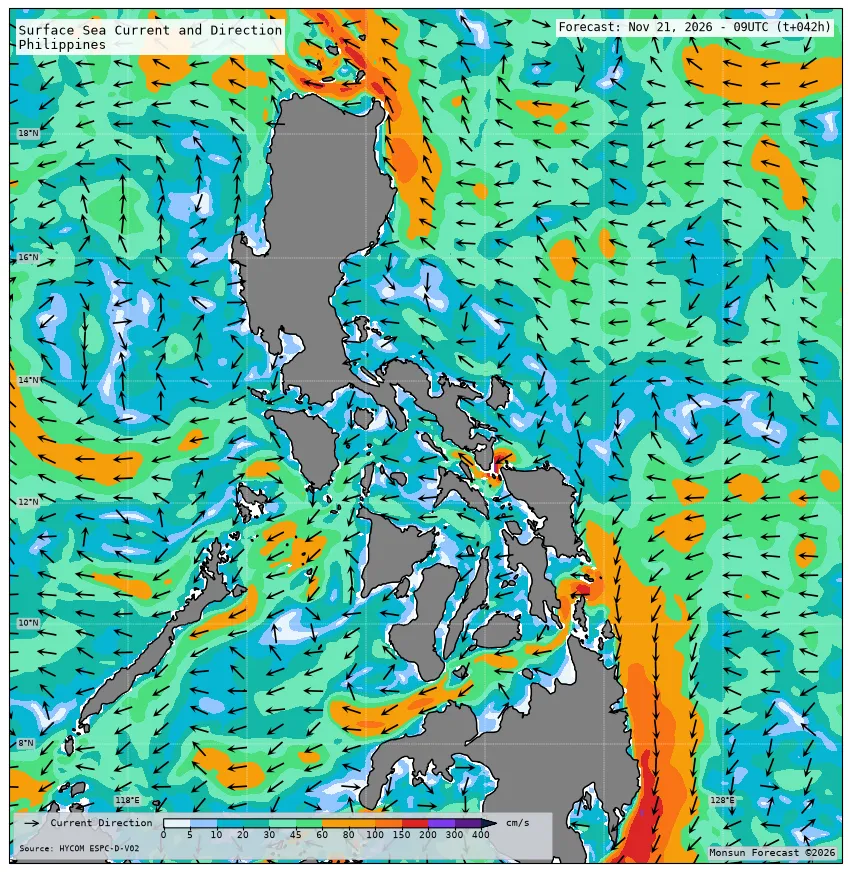 Surface Sea Current and Direction
Philippines
Forecast: Nov 21, 2026 - 09UTC (t+042h)
18°N
16°N
14°N
12°N
10°N
8°N
118°E
128°E
Current Direction
0 5 10 20 30 45 60 80 100 150 200 300 400 cm/s
Source: HYCOM ESPC-D-V02
Monsun Forecast ©2026